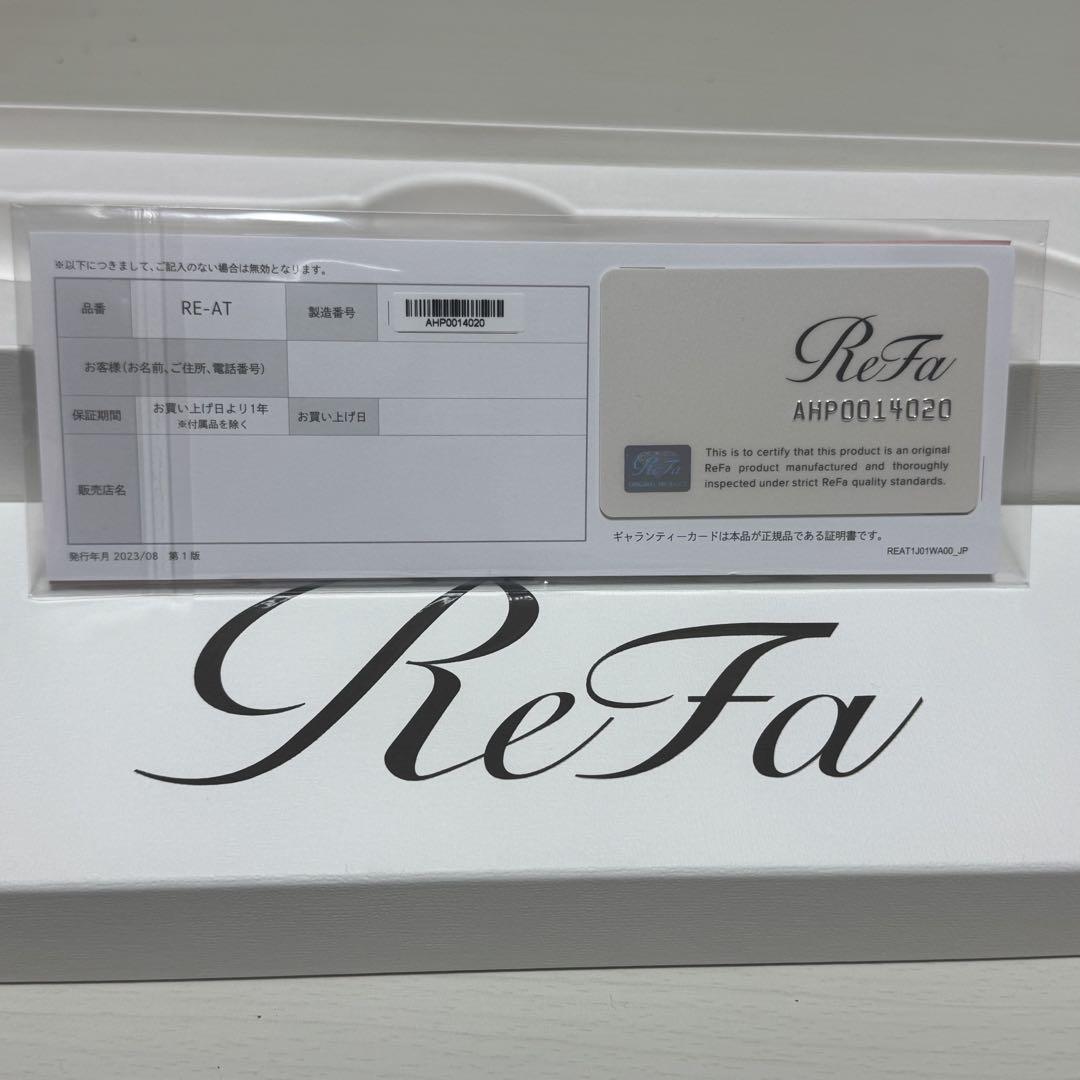 ※以下につきまして、ご記入のない場合は無効となります。
品番
RE-AT
製造番号
AHP0014020
お客様(お名前、ご住所、電話番号)
保証期間
お買い上げ日より1年
※付属品を除く
お買い上げ日
販売店名
発行年月 2023/08 第1版
ReFa
AHP0014020
ReFa
This is to certify that this product is an original
ReFa product manufactured and thoroughly
inspected under strict ReFa quality standards.
ギャランティーカードは本品が正規品である証明書です。
REAT1J01WA00_JP
ReFa